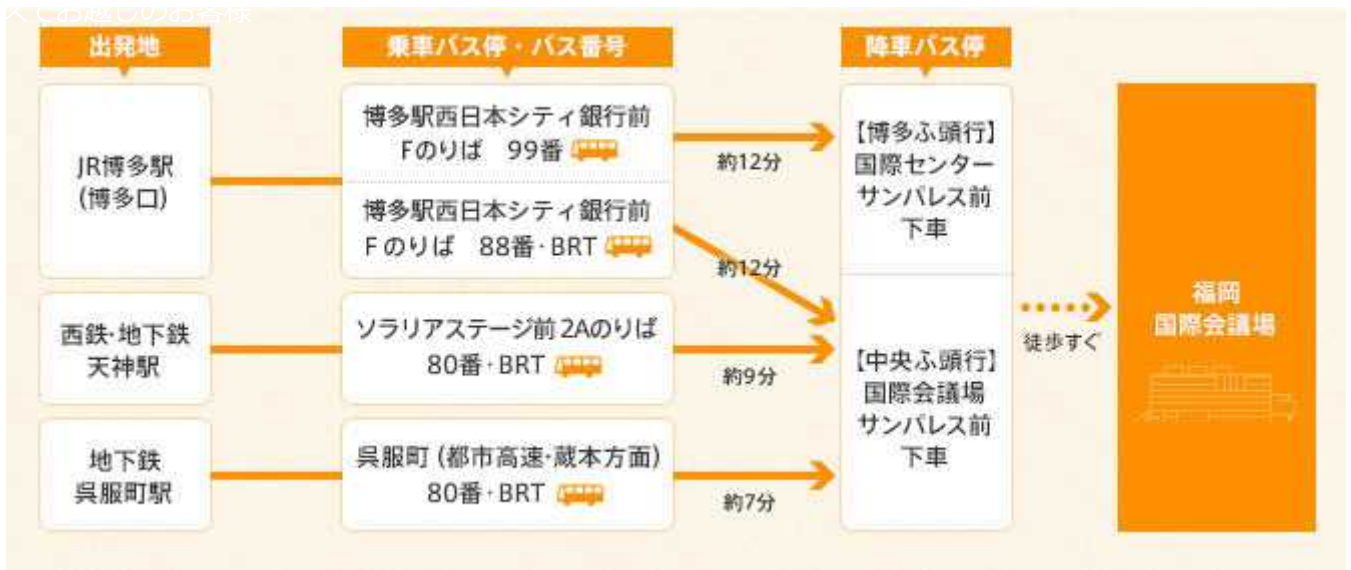 スでお越しのお客様
出発地
乗車バス停・バス番号
降車バス停
JR博多駅
(博多口)
博多駅西日本シティ銀行前
Fのりば 99番
博多駅西日本シティ銀行前
Fのりば 88番・BRT
約12分
約12分
【博多ふ頭行】
国際センター
サンパレス前
下車
西鉄・地下鉄
天神駅
ソラリアステージ前 2Aのりば
80番・BRT
約9分
【中央ふ頭行】
国際会議場
サンパレス前
下車
地下鉄
呉服町駅
呉服町 (都市高速・蔵本方面)
80番・BRT
約7分
徒歩すぐ
福岡
国際会議場